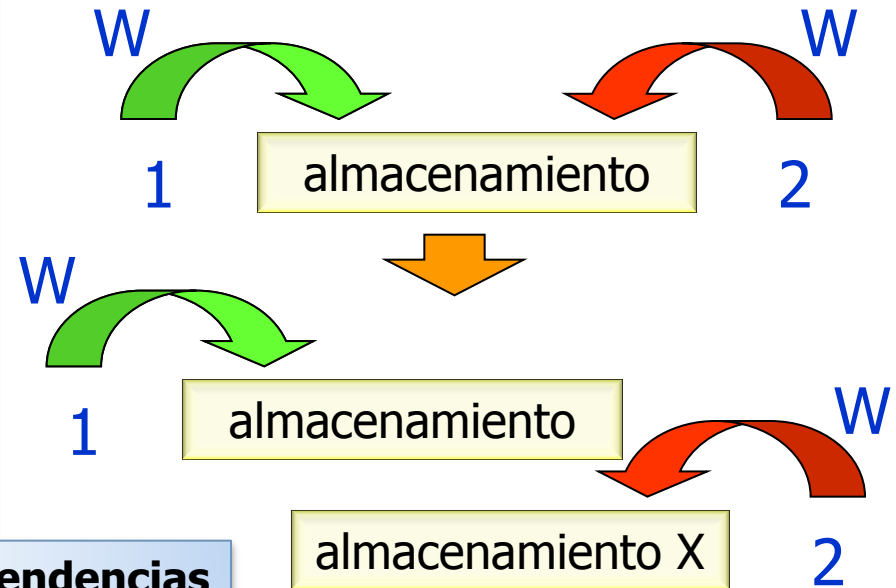 W W
1 almacenamiento 2
W
1 almacenamiento W
almacenamiento X 2
endencias